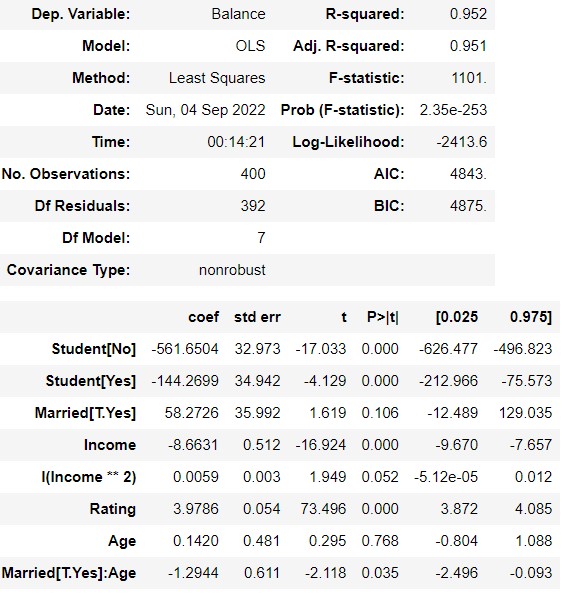 Dep. Variable: Balance R-squared: 0.952
Model: OLS Adj. R-squared: 0.951
Method: Least Squares F-statistic: 1101.
Date: Sun, 04 Sep 2022 Prob (F-statistic): 2.35e-253
Time: 00:14:21 Log-Likelihood: -2413.6
No. Observations: 400 AIC: 4843.
Df Residuals: 392 BIC: 4875.
Df Model: 7
Covariance Type: nonrobust
coef std err t P>|t| [0.025 0.975]
Student[No] -561.6504 32.973 -17.033 0.000 -626.477 -496.823
Student[Yes] -144.2699 34.942 -4.129 0.000 -212.966 -75.573
Married[T.Yes] 58.2726 35.992 1.619 0.106 -12.489 129.035
Income -8.6631 0.512 -16.924 0.000 -9.670 -7.657
I(Income ** 2) 0.0059 0.003 1.949 0.052 -5.12e-05 0.012
Rating 3.9786 0.054 73.496 0.000 3.872 4.085
Age 0.1420 0.481 0.295 0.768 -0.804 1.088
Married[T.Yes]:Age -1.2944 0.611 -2.118 0.035 -2.496 -0.093